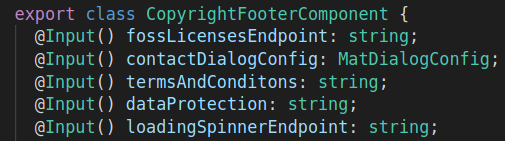 export class CopyrightFooterComponent {
@Input() fossLicensesEndpoint: string;
@Input() contactDialogConfig: MatDialogConfig;
@Input() termsAndConditons: string;
@Input() dataProtection: string;
@Input() loadingSpinnerEndpoint: string;